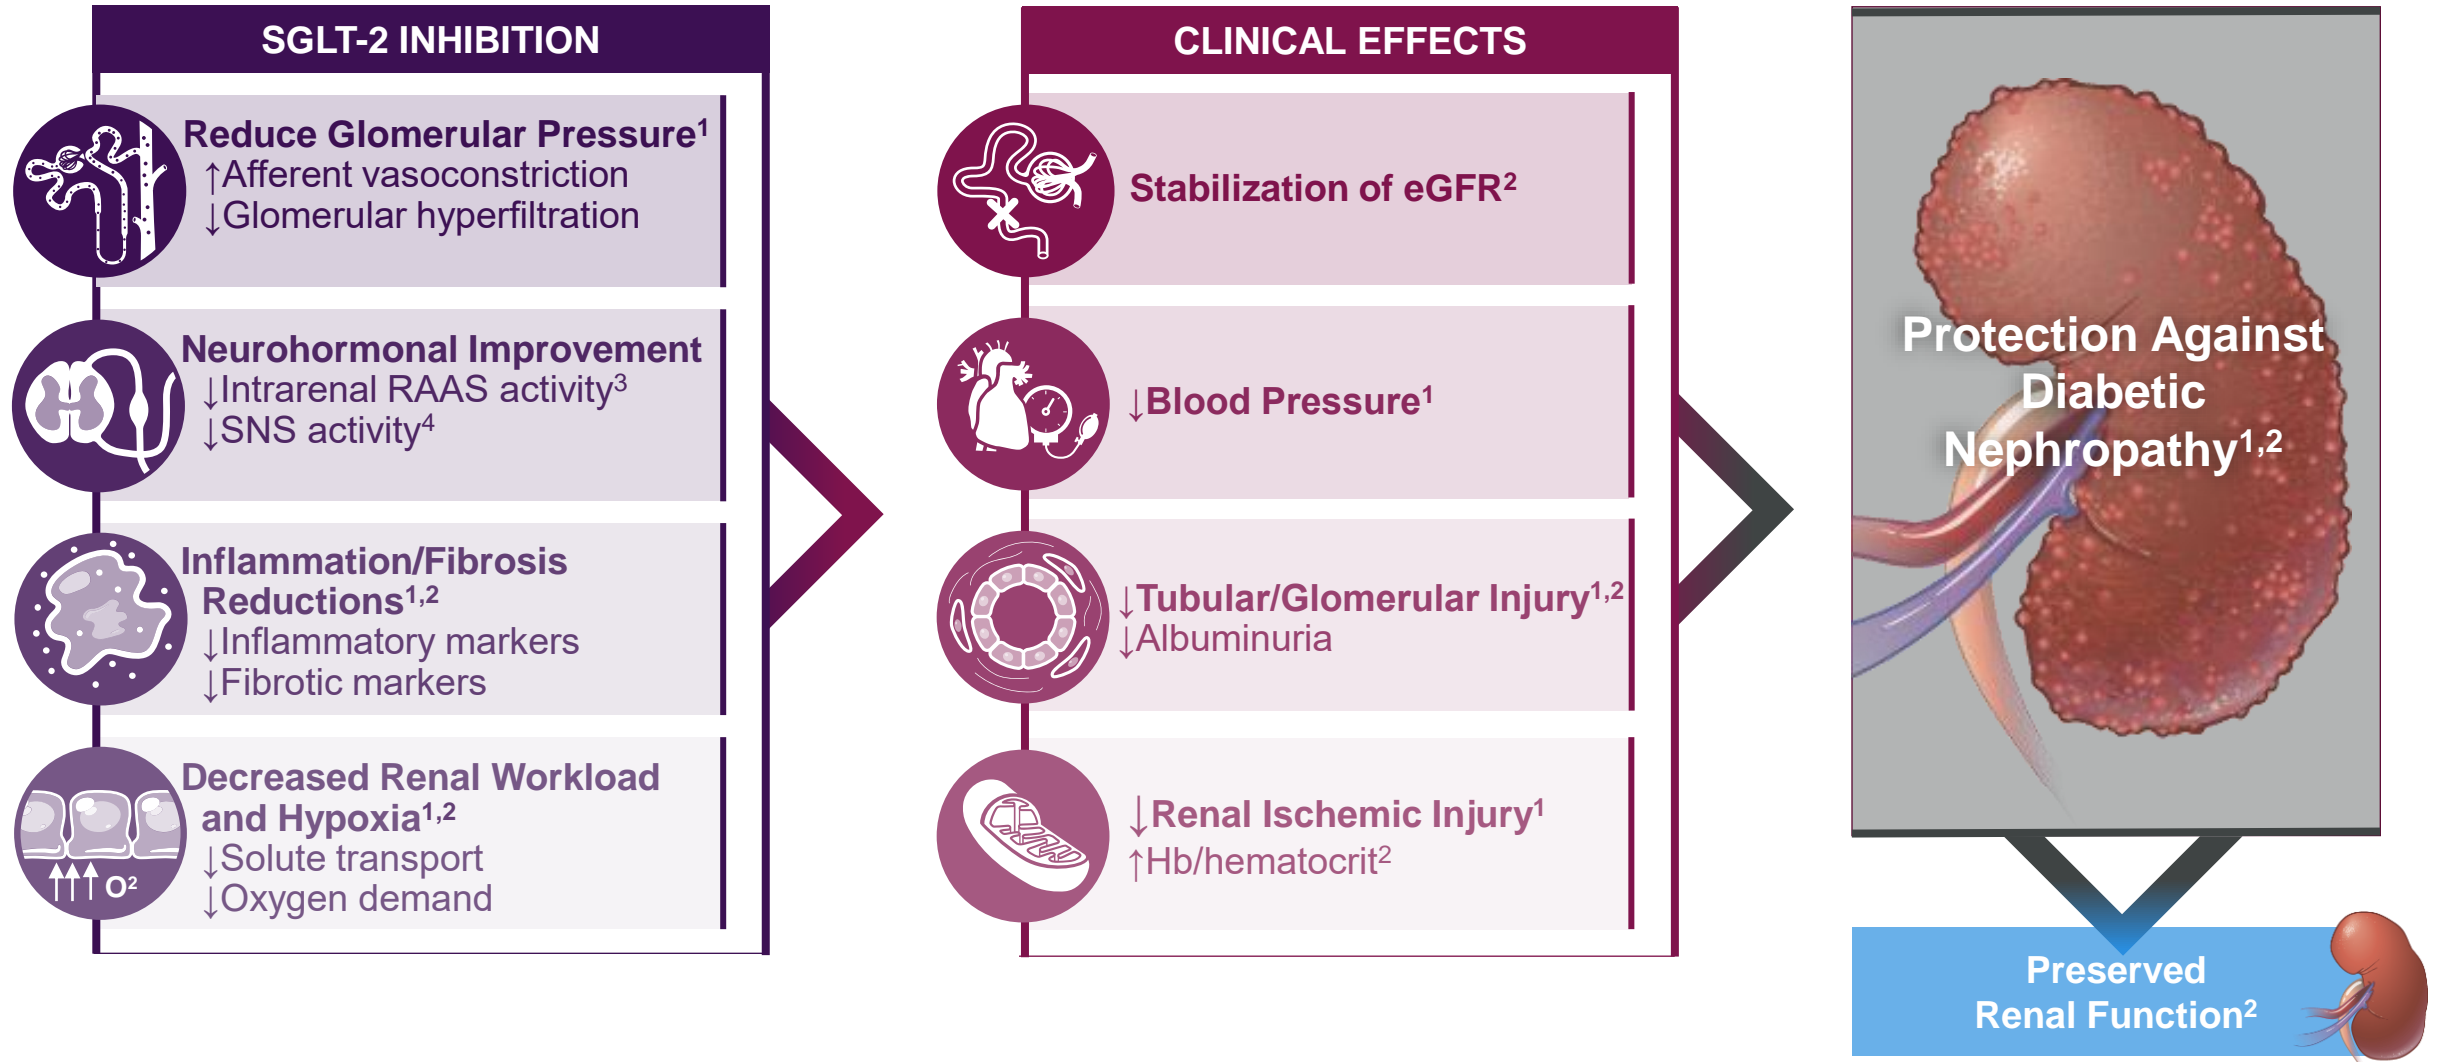 SGLT-2 INHIBITION
Reduce Glomerular Pressure¹
↑Afferent vasoconstriction
↓Glomerular hyperfiltration
Neurohormonal Improvement
↓Intrarenal RAAS activity³
↓SNS activity⁴
Inflammation/Fibrosis
Reductions¹,²
↓Inflammatory markers
↓Fibrotic markers
Decreased Renal Workload
and Hypoxia¹,²
↓Solute transport
↓Oxygen demand
O²
CLINICAL EFFECTS
Stabilization of eGFR²
↓Blood Pressure¹
↓Tubular/Glomerular Injury¹,²
↓Albuminuria
↓Renal Ischemic Injury¹
↑Hb/hematocrit²
Protection Against
Diabetic
Nephropathy¹,²
Preserved
Renal Function²